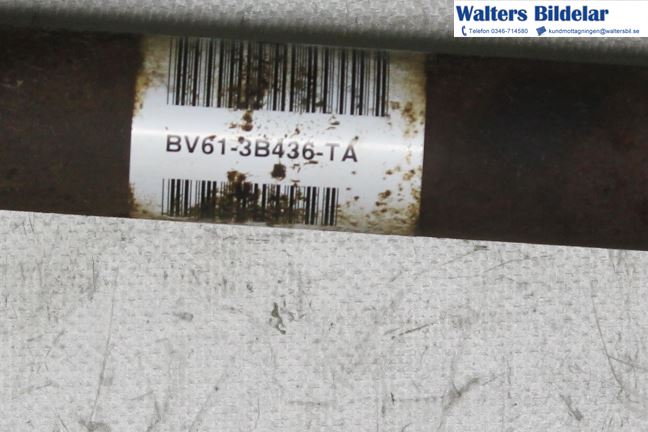 Walters Bildelar
Telefon 0346-714580 kundmottagningen@waltersbil.se
BV61-3B436-TA